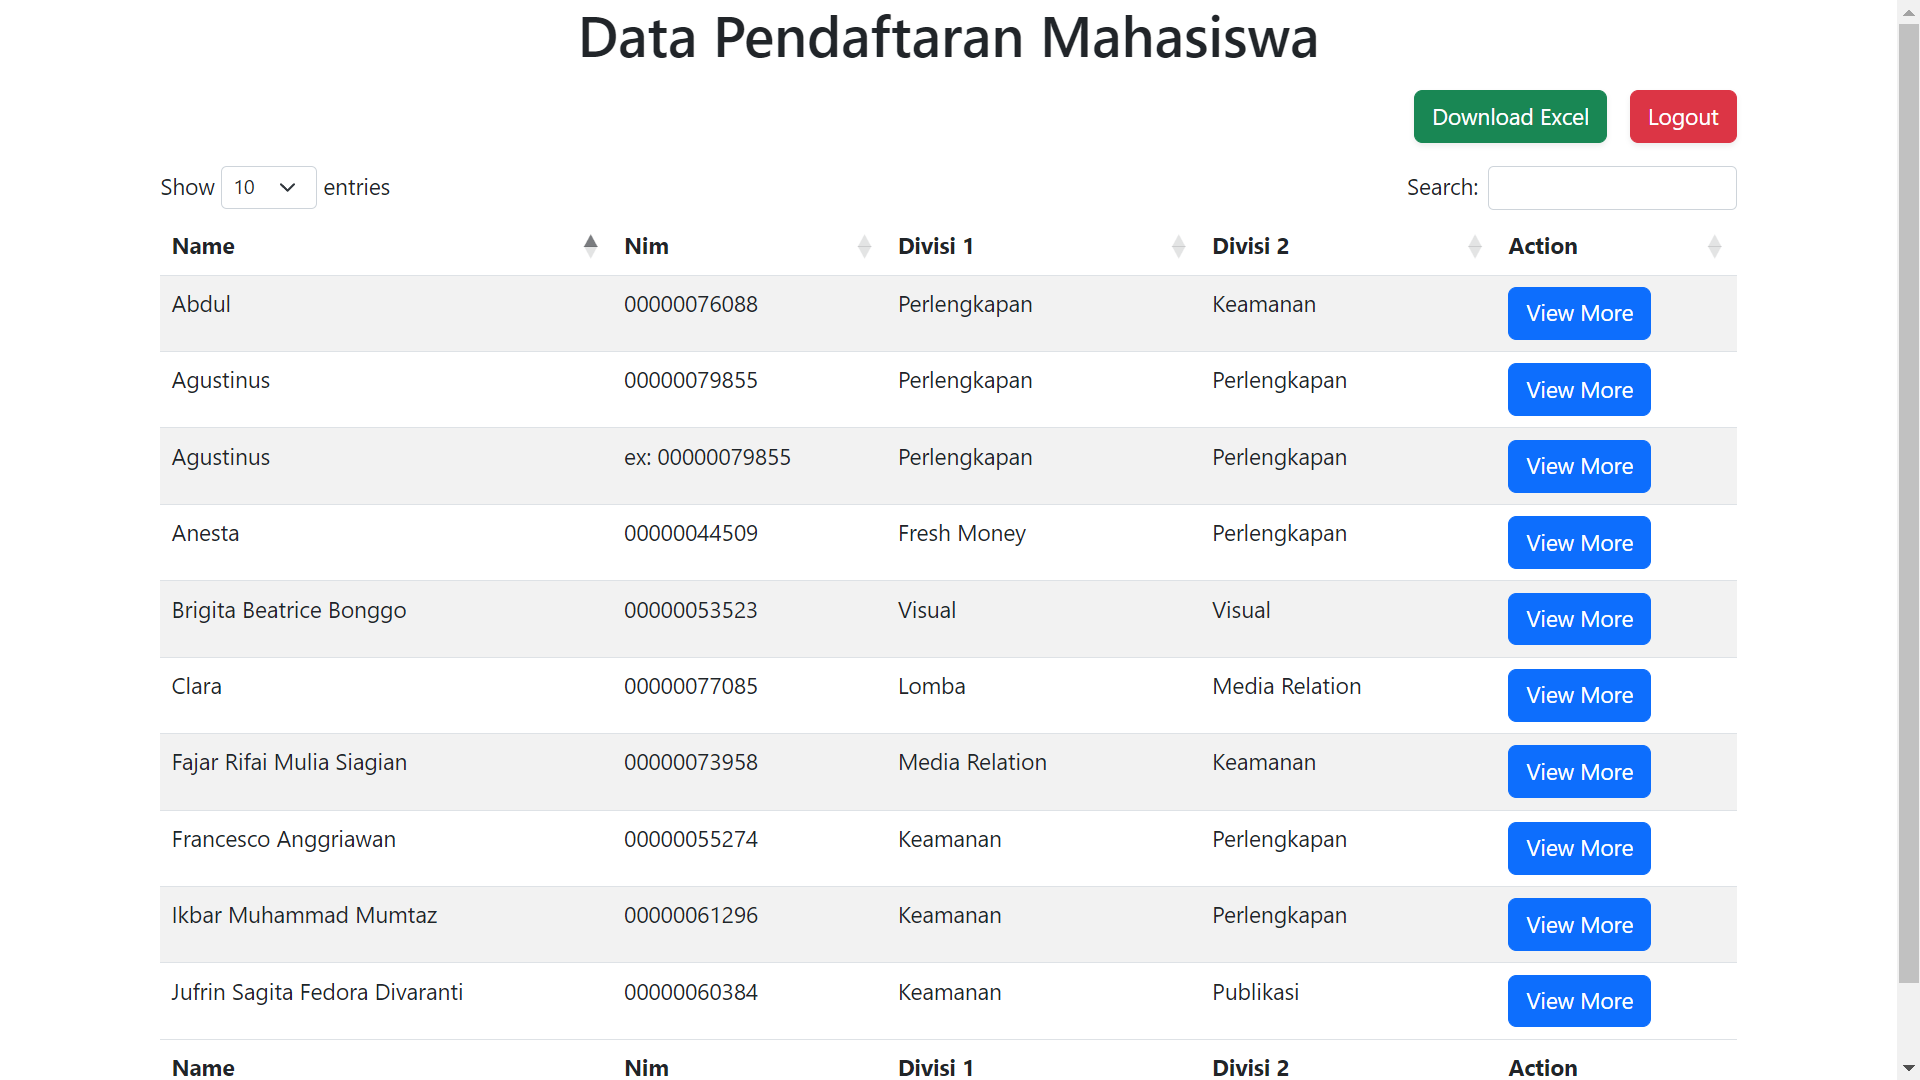 Data Pendaftaran Mahasiswa
Download Excel Logout
Show 10 entries Search:
Name Nim Divisi 1 Divisi 2 Action
Abdul 00000076088 Perlengkapan Keamanan View More
Agustinus 00000079855 Perlengkapan Perlengkapan View More
Agustinus ex: 00000079855 Perlengkapan Perlengkapan View More
Anesta 00000044509 Fresh Money Perlengkapan View More
Brigita Beatrice Bonggo 00000053523 Visual Visual View More
Clara 00000077085 Lomba Media Relation View More
Fajar Rifai Mulia Siagian 00000073958 Media Relation Keamanan View More
Francesco Anggriawan 00000055274 Keamanan Perlengkapan View More
Ikbar Muhammad Mumtaz 00000061296 Keamanan Perlengkapan View More
Jufrin Sagita Fedora Divaranti 00000060384 Keamanan Publikasi View More
Name Nim Divisi 1 Divisi 2 Action